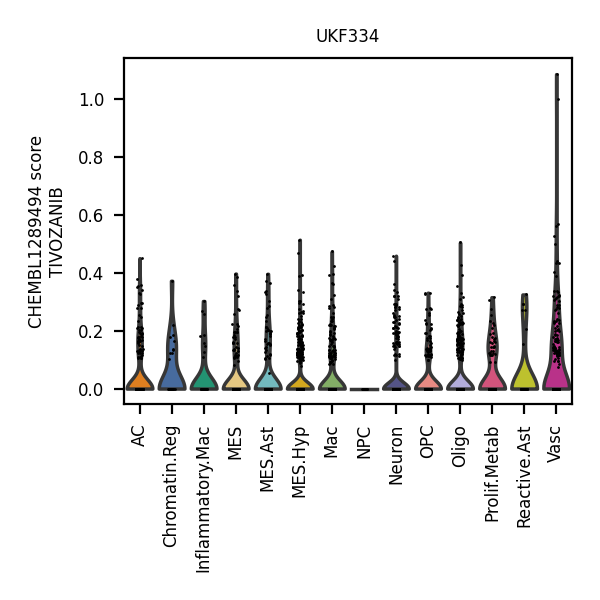 UKF334
CHEMBL1289494 score
TIVOZANIB
1.0
0.8
0.6
0.4
0.2
0.0
AC
Chromatin.Reg
Inflammatory.Mac
MES
MES.Ast
MES.Hyp
Mac
NPC
Neuron
OPC
Oligo
Prolif.Metab
Reactive.Ast
Vasc